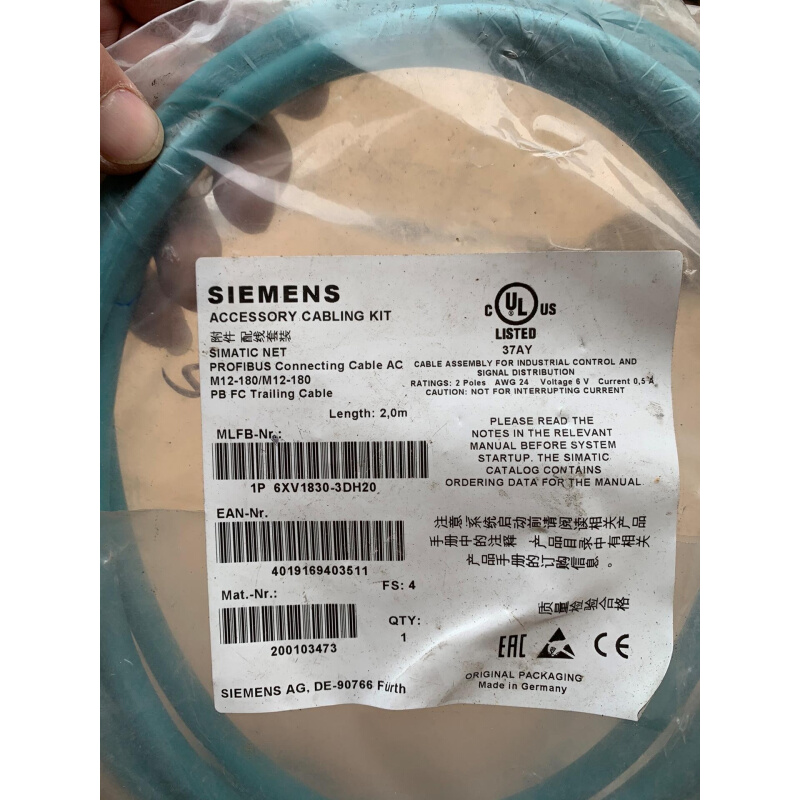 SIEMENS
ACCESSORY CABLING KIT
附件配线套装
SIMATIC NET
PROFIBUS Connecting Cable AC
M12-180/M12-180
PB FC Trailing Cable
Length: 2,0m
MLFB-Nr.:
1P 6XV1830-3DH20
EAN-Nr.
4019169403511
FS: 4
Mat.-Nr.:
QTY:
1
200103473
SIEMENS AG, DE-90766 Fürth
C UL US
LISTED
37AY
CABLE ASSEMBLY FOR INDUSTRIAL CONTROL AND
SIGNAL DISTRIBUTION
RATINGS: 2 Poles AWG 24 Voltage 6 V Current 0,5 A
CAUTION: NOT FOR INTERRUPTING CURRENT
PLEASE READ THE
NOTES IN THE RELEVANT
MANUAL BEFORE SYSTEM
STARTUP. THE SIMATIC
CATALOG CONTAINS
ORDERING DATA FOR THE MANUAL
注意系统启动前请阅读相关产品
手册中的注释 产品目录中有相关
产品手册的订购信息。
质量检验合格
EAC CE
ORIGINAL PACKAGING
Made in Germany